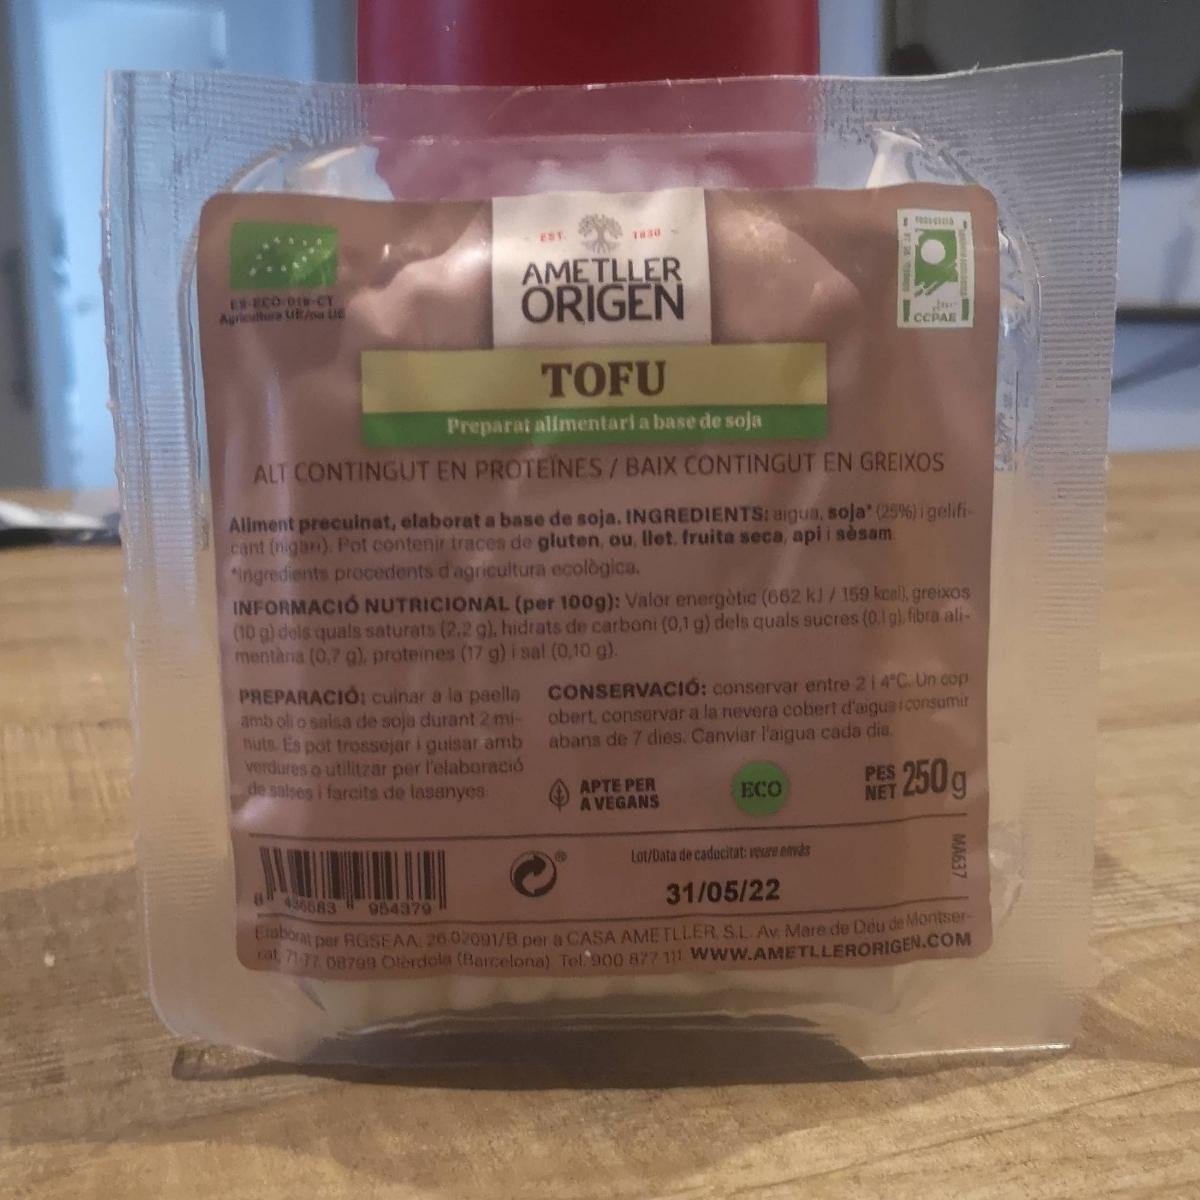 EST. 1830
AMETLLER
ORIGEN
ES-ECO-019-CT
Agricultura UE/no UE
CCPAE
TOFU
Preparat alimentari a base de soja
ALT CONTINGUT EN PROTEÏNES / BAIX CONTINGUT EN GREIXOS
Aliment precuinat, elaborat a base de soja. INGREDIENTS: aigua, soja* (25%) i gelifi-
cant (nigari). Pot contenir traces de gluten, ou, llet, fruita seca, api i sèsam
*Ingredients procedents d'agricultura ecològica.
INFORMACIÓ NUTRICIONAL (per 100g): Valor energètic (662 kJ / 159 kcal), greixos
(10 g) dels quals saturats (2,2 g), hidrats de carboni (0,1 g) dels quals sucres (0,1 g), fibra ali-
mentària (0,7 g), proteïnes (17 g) i sal (0,10 g).
PREPARACIÓ: cuinar a la paella
amb oli o salsa de soja durant 2 mi-
nuts. Es pot trossejar i guisar amb
verdures o utilitzar per l'elaboració
de salses i farcits de lasanyes.
CONSERVACIÓ: conservar entre 2 i 4°C. Un cop
obert, conservar a la nevera cobert d'aigua i consumir
abans de 7 dies. Canviar l'aigua cada dia.
APTE PER
A VEGANS
ECO
PES
NET 250g
Lot/Data de caducitat: veure envàs
31/05/22
MA637
8 436583 954379
Elaborat per RGSEAA: 26.02091/B per a CASA AMETLLER, S.L. Av. Mare de Déu de Montser-
rat, 71-77, 08799 Olèrdola (Barcelona) Tel. 900 877 111 WWW.AMETLLERORIGEN.COM